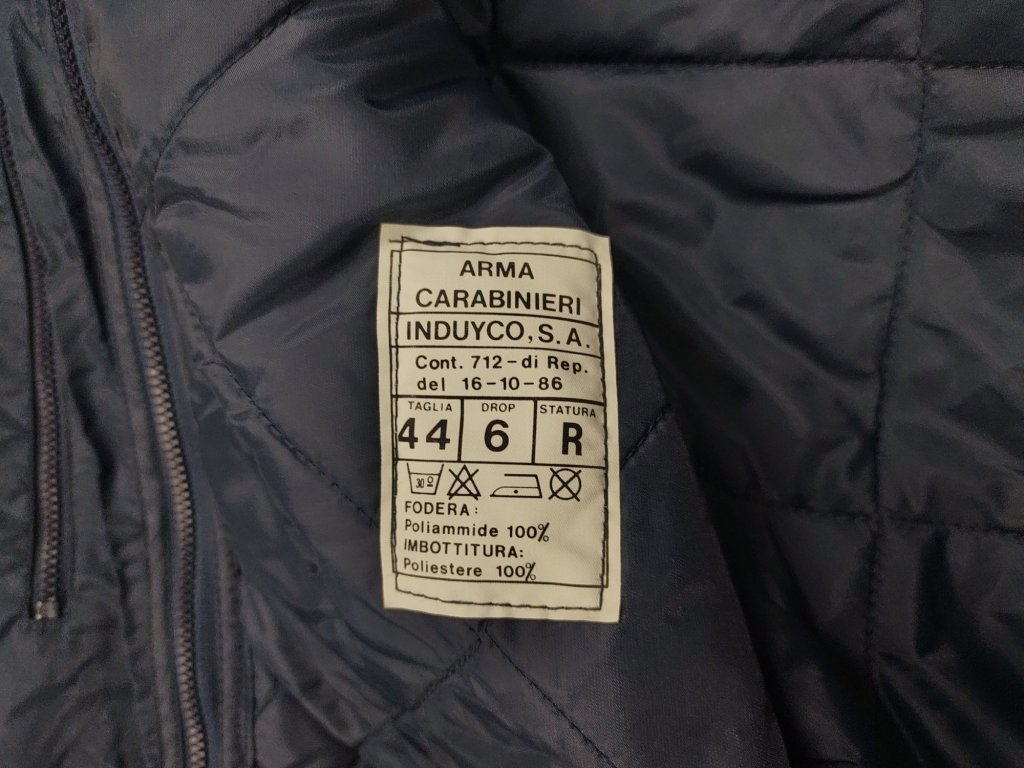 ARMA
CARABINIERI
INDUYCO, S.A.
Cont. 712-di Rep.
del 16-10-86
TAGLIA DROP STATURA
44 6 R
30º
FODERA:
Poliammide 100%
IMBOTTITURA:
Poliestere 100%